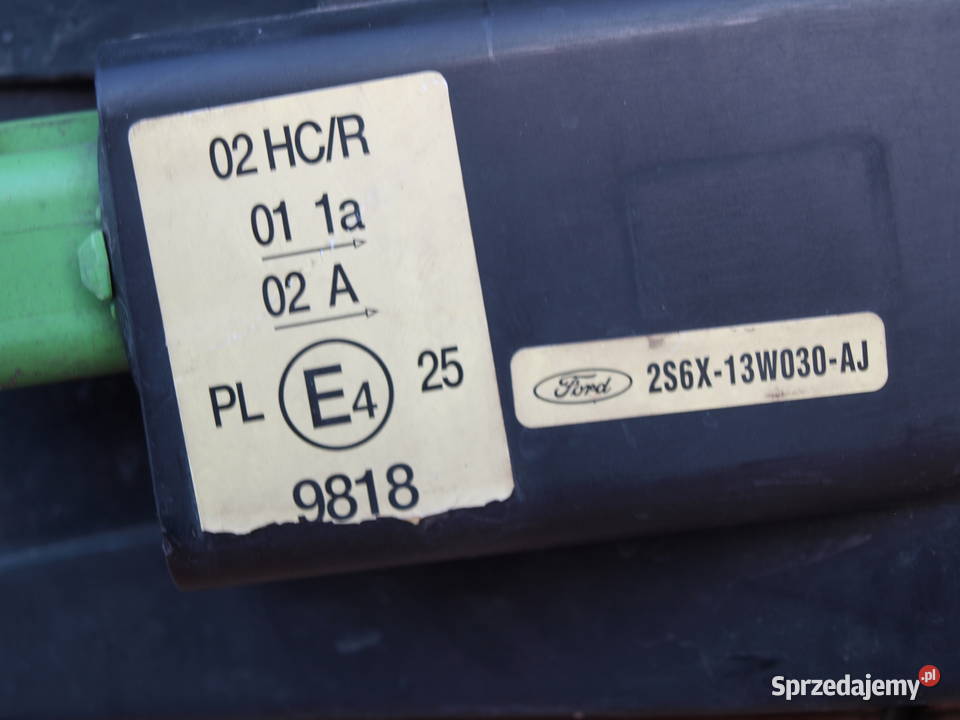 02 HC/R
01 1a
02 A
PL E4 25
9818
Ford 2S6X-13W030-AJ
Sprzedajemy.pl